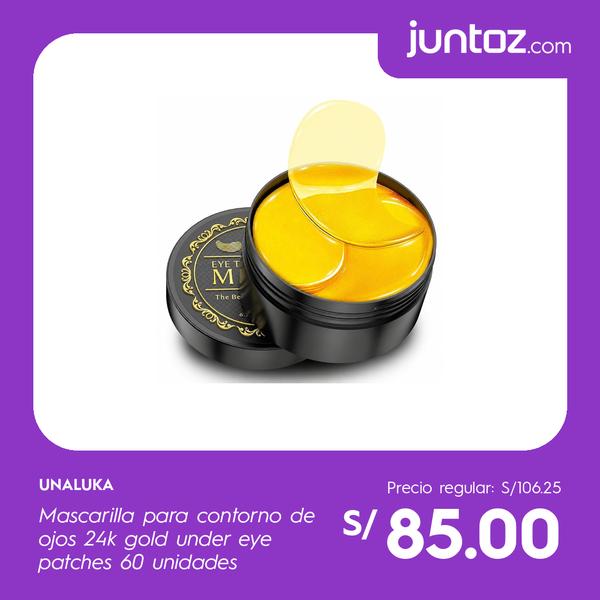 juntoz.com
EYE
The
UNALUKA
Mascarilla para contorno de
ojos 24k gold under eye
patches 60 unidades
Precio regular: S/106.25
S/ 85.00